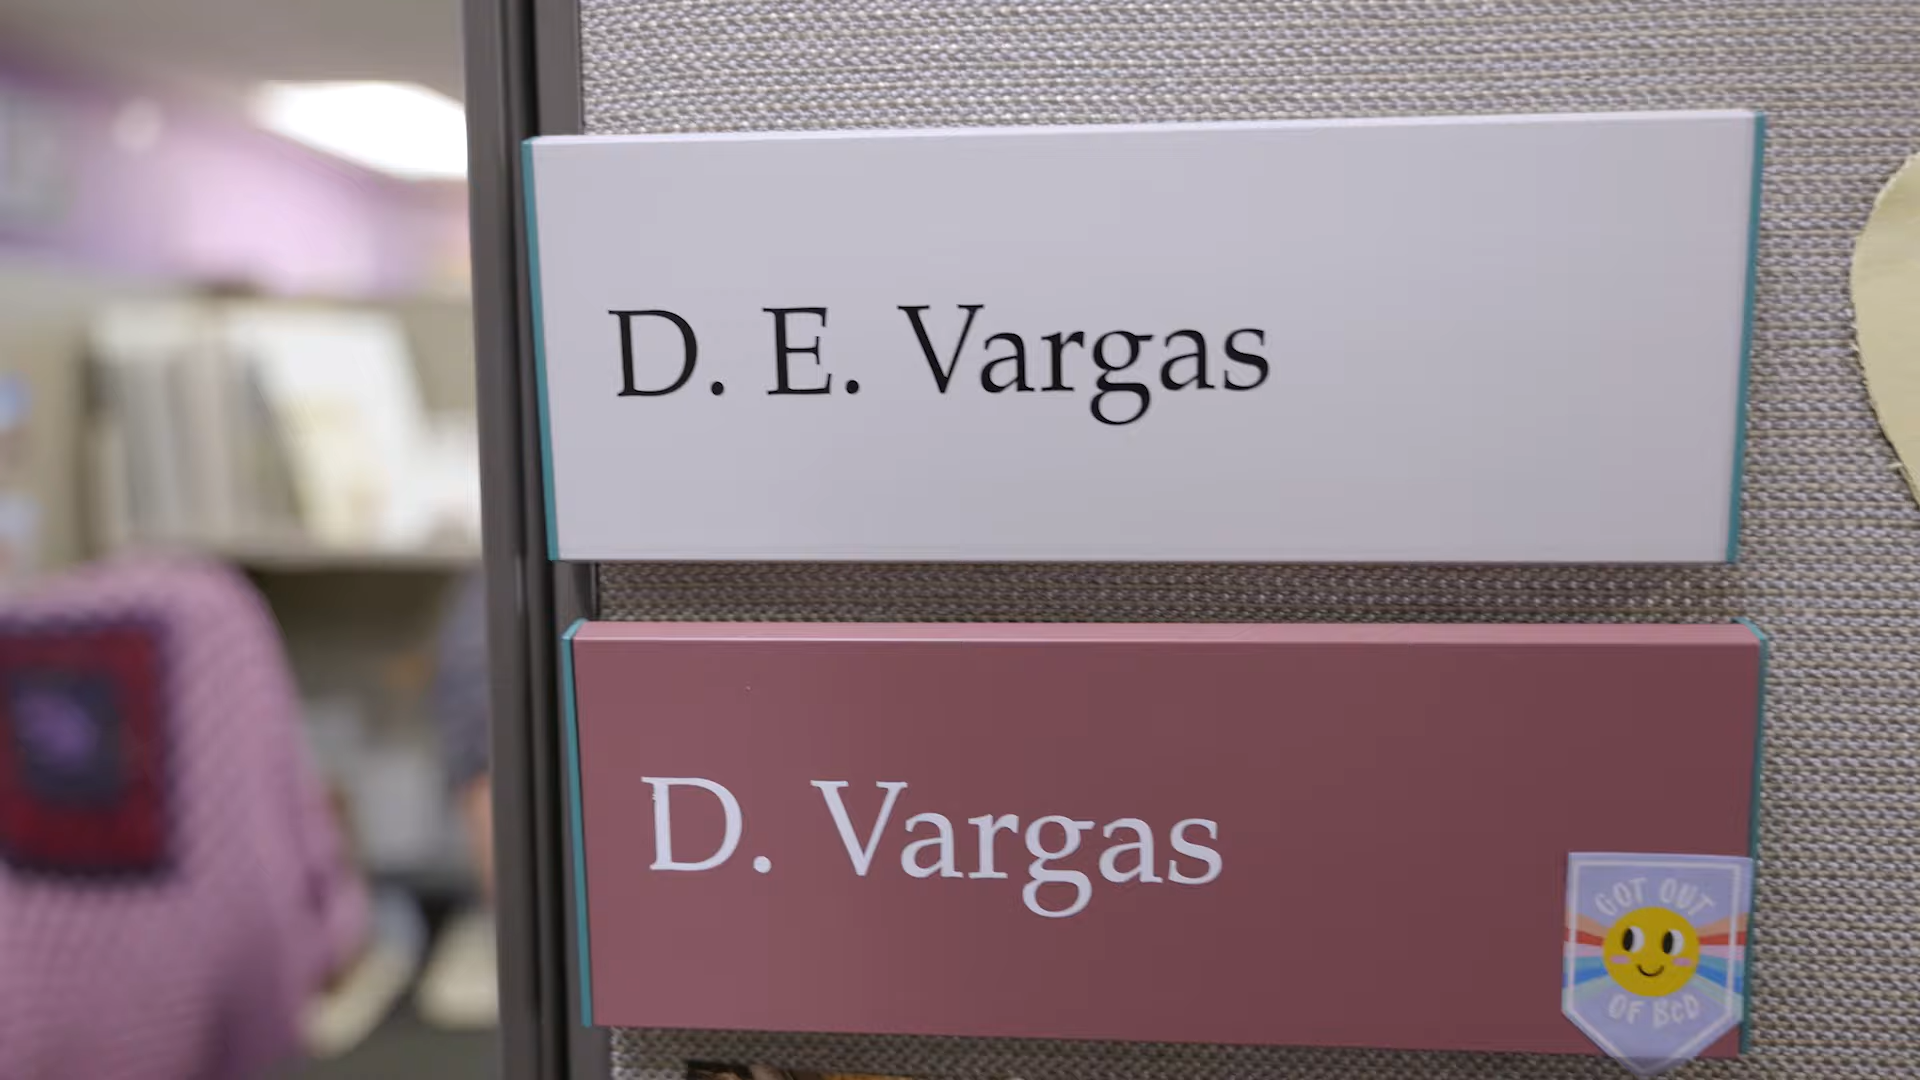 D. E. Vargas
D. Vargas
GOT OUT
OF BED